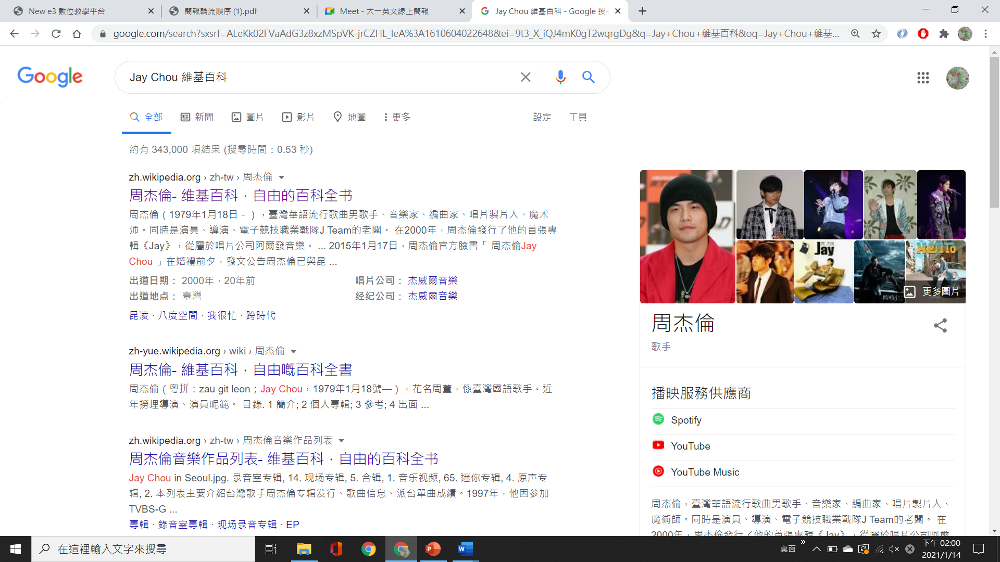 New e3 數位教學平台
簡報輪流順序 (1).pdf
Meet - 大一英文線上簡報
Jay Chou 維基百科 - Google 搜
google.com/search?sxsrf=ALeKk02FVaAdG3z8xzMSpVK-jrCZHL_IeA%3A1610604022648&ei=9t3_X_iQJ4mK0gT2wqrgDg&q=Jay+Chou+維基百科&oq=Jay+Chou+維基...
Google
Jay Chou 維基百科
全部 新聞 圖片 影片 地圖 更多 設定 工具
約有 343,000 項結果 (搜尋時間：0.53 秒)
zh.wikipedia.org › zh-tw › 周杰倫
周杰倫- 維基百科，自由的百科全书
周杰倫（1979年1月18日－），臺灣華語流行歌曲男歌手、音樂家、編曲家、唱片製片人、魔术
师。同時是演員、導演、電子競技職業戰隊J Team的老闆。 在2000年，周杰倫發行了他的首張專
輯《Jay》，從屬於唱片公司阿爾發音樂。 ... 2015年1月17日，周杰倫官方臉書「 周杰倫Jay
Chou 」在婚禮前夕，發文公告周杰倫已與昆 ...
出道日期： 2000年，20年前
唱片公司： 杰威爾音樂
出道地点： 臺灣
经纪公司： 杰威爾音樂
昆凌 · 八度空間 · 我很忙 · 跨時代
zh-yue.wikipedia.org › wiki › 周杰倫
周杰倫- 維基百科，自由嘅百科全書
周杰倫（粵拼：zau git leon；Jay Chou，1979年1月18號—），花名周董，係臺灣國語歌手。近
年撈埋導演、演員呢範。 目錄. 1 簡介; 2 個人專輯; 3 參考; 4 出面 ...
zh.wikipedia.org › zh-tw › 周杰倫音樂作品列表
周杰倫音樂作品列表- 維基百科，自由的百科全书
Jay Chou in Seoul.jpg. 录音室专辑, 14. 现场专辑, 5. 合辑, 1. 音乐视频, 65. 迷你专辑, 4. 原声专
辑, 2. 本列表主要介紹台灣歌手周杰倫专辑发行、歌曲信息、派台單曲成績。1997年，他因参加
TVBS-G ...
專輯 · 錄音室專輯 · 现场录音专辑 · EP
Jay
MOJITO
更多圖片
周杰倫
歌手
播映服務供應商
Spotify
YouTube
YouTube Music
周杰倫，臺灣華語流行歌曲男歌手、音樂家、編曲家、唱片製片人、
魔術師。同時是演員、導演、電子競技職業戰隊J Team的老闆。 在
2000年，周杰倫發行了他的首張專輯《Jay》，從屬於唱片公司阿爾
在這裡輸入文字來搜尋
桌面
下午 02:00
2021/1/14